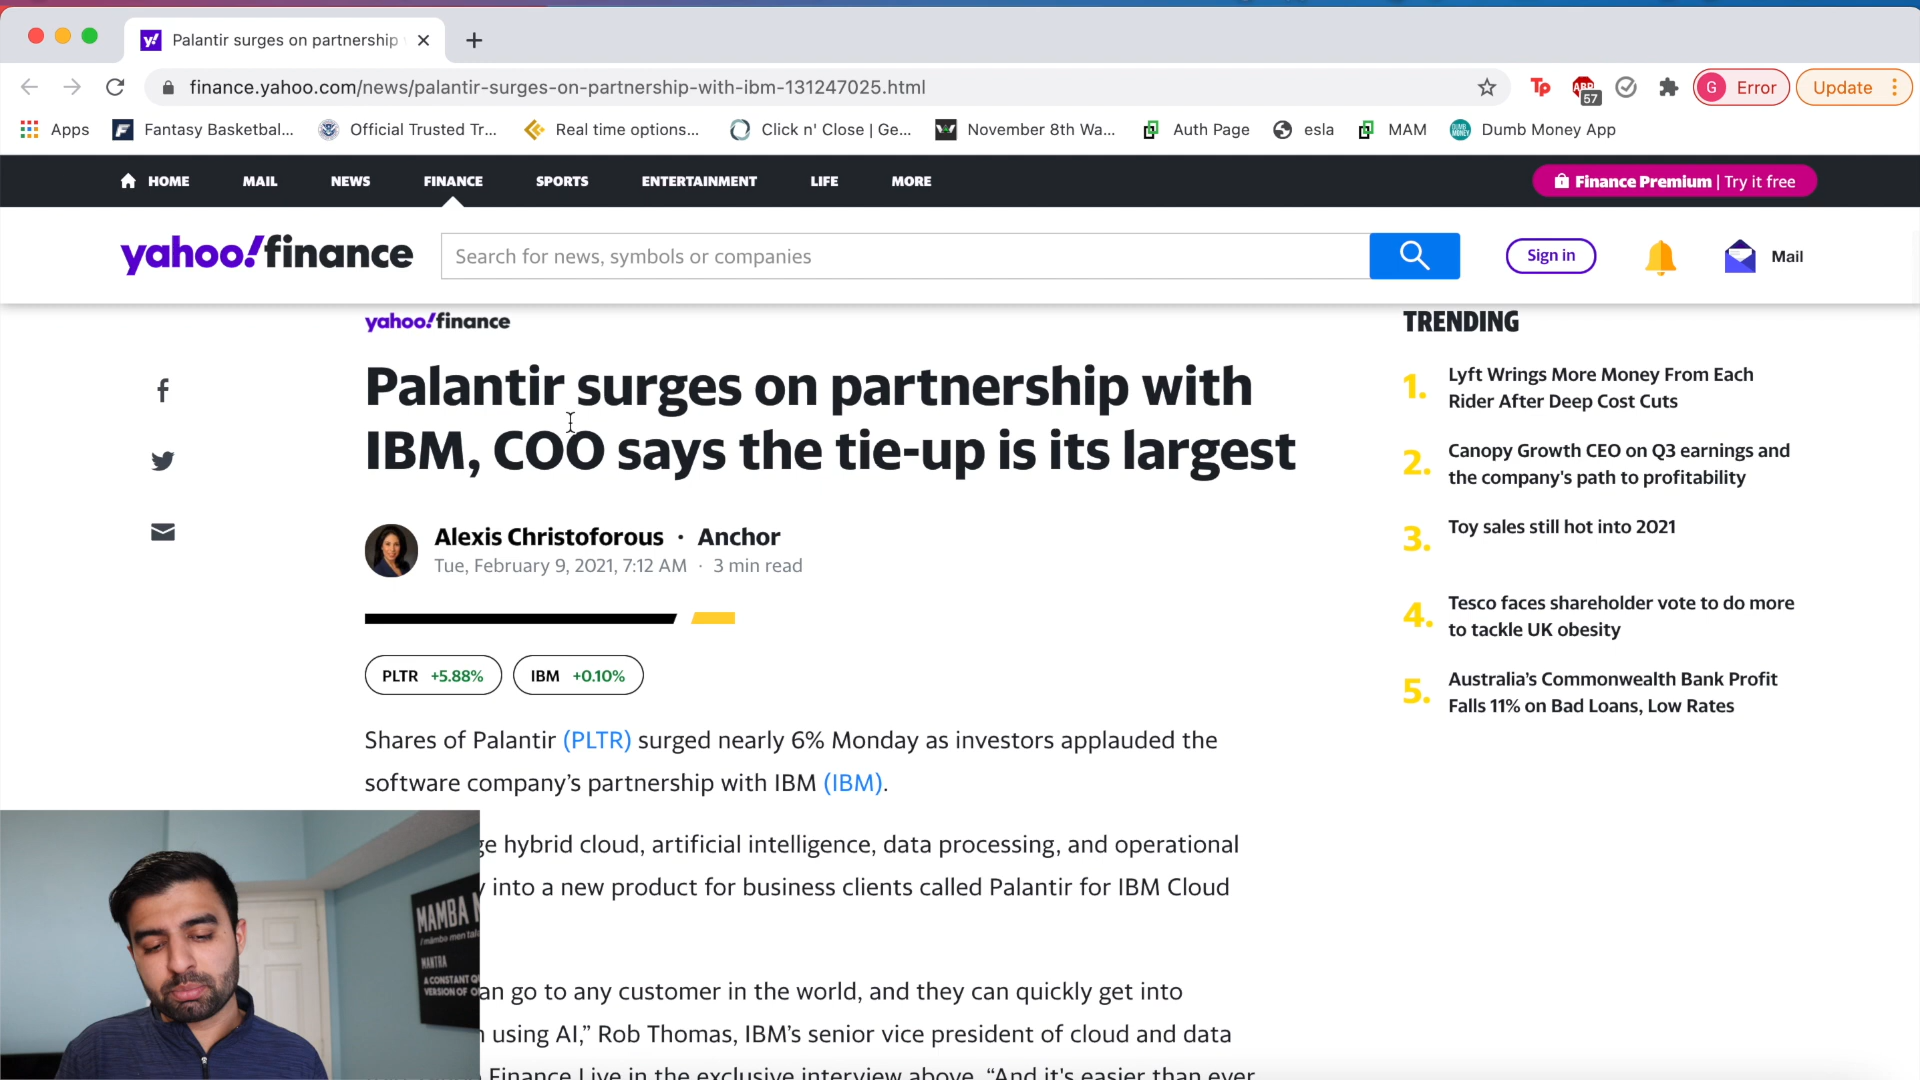 Palantir surges on partnership
finance.yahoo.com/news/palantir-surges-on-partnership-with-ibm-131247025.html
Tp
ABP
57
G Error
Update
Apps
Fantasy Basketbal...
Official Trusted Tr...
Real time options...
Click n' Close | Ge...
November 8th Wa...
Auth Page
esla
MAM
Dumb Money App
HOME
MAIL
NEWS
FINANCE
SPORTS
ENTERTAINMENT
LIFE
MORE
Finance Premium | Try it free
yahoo!finance
Search for news, symbols or companies
Sign in
Mail
yahoo!finance
Palantir surges on partnership with
IBM, COO says the tie-up is its largest
Alexis Christoforous · Anchor
Tue, February 9, 2021, 7:12 AM · 3 min read
PLTR +5.88%
IBM +0.10%
Shares of Palantir (PLTR) surged nearly 6% Monday as investors applauded the
software company's partnership with IBM (IBM).
hybrid cloud, artificial intelligence, data processing, and operational
into a new product for business clients called Palantir for IBM Cloud
an go to any customer in the world, and they can quickly get into
using AI," Rob Thomas, IBM's senior vice president of cloud and data
Finance Live in the exclusive interview above. "And it's easier than ever
TRENDING
1. Lyft Wrings More Money From Each
Rider After Deep Cost Cuts
2. Canopy Growth CEO on Q3 earnings and
the company's path to profitability
3. Toy sales still hot into 2021
4. Tesco faces shareholder vote to do more
to tackle UK obesity
5. Australia's Commonwealth Bank Profit
Falls 11% on Bad Loans, Low Rates
MAMBA M
MANTRA
A CONSTANT
VERSION OF